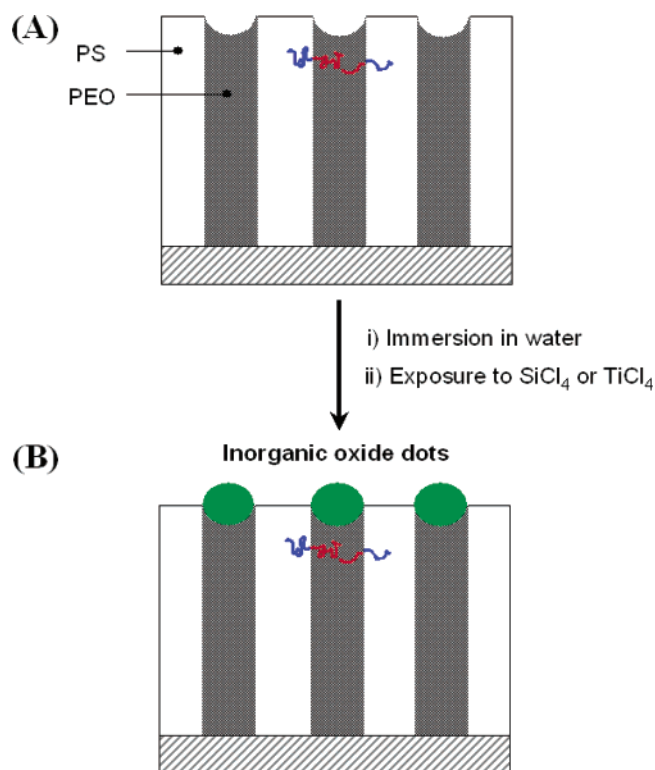 (A)
PS
PEO
i) Immersion in water
ii) Exposure to SiCl₄ or TiCl₄
(B)
Inorganic oxide dots